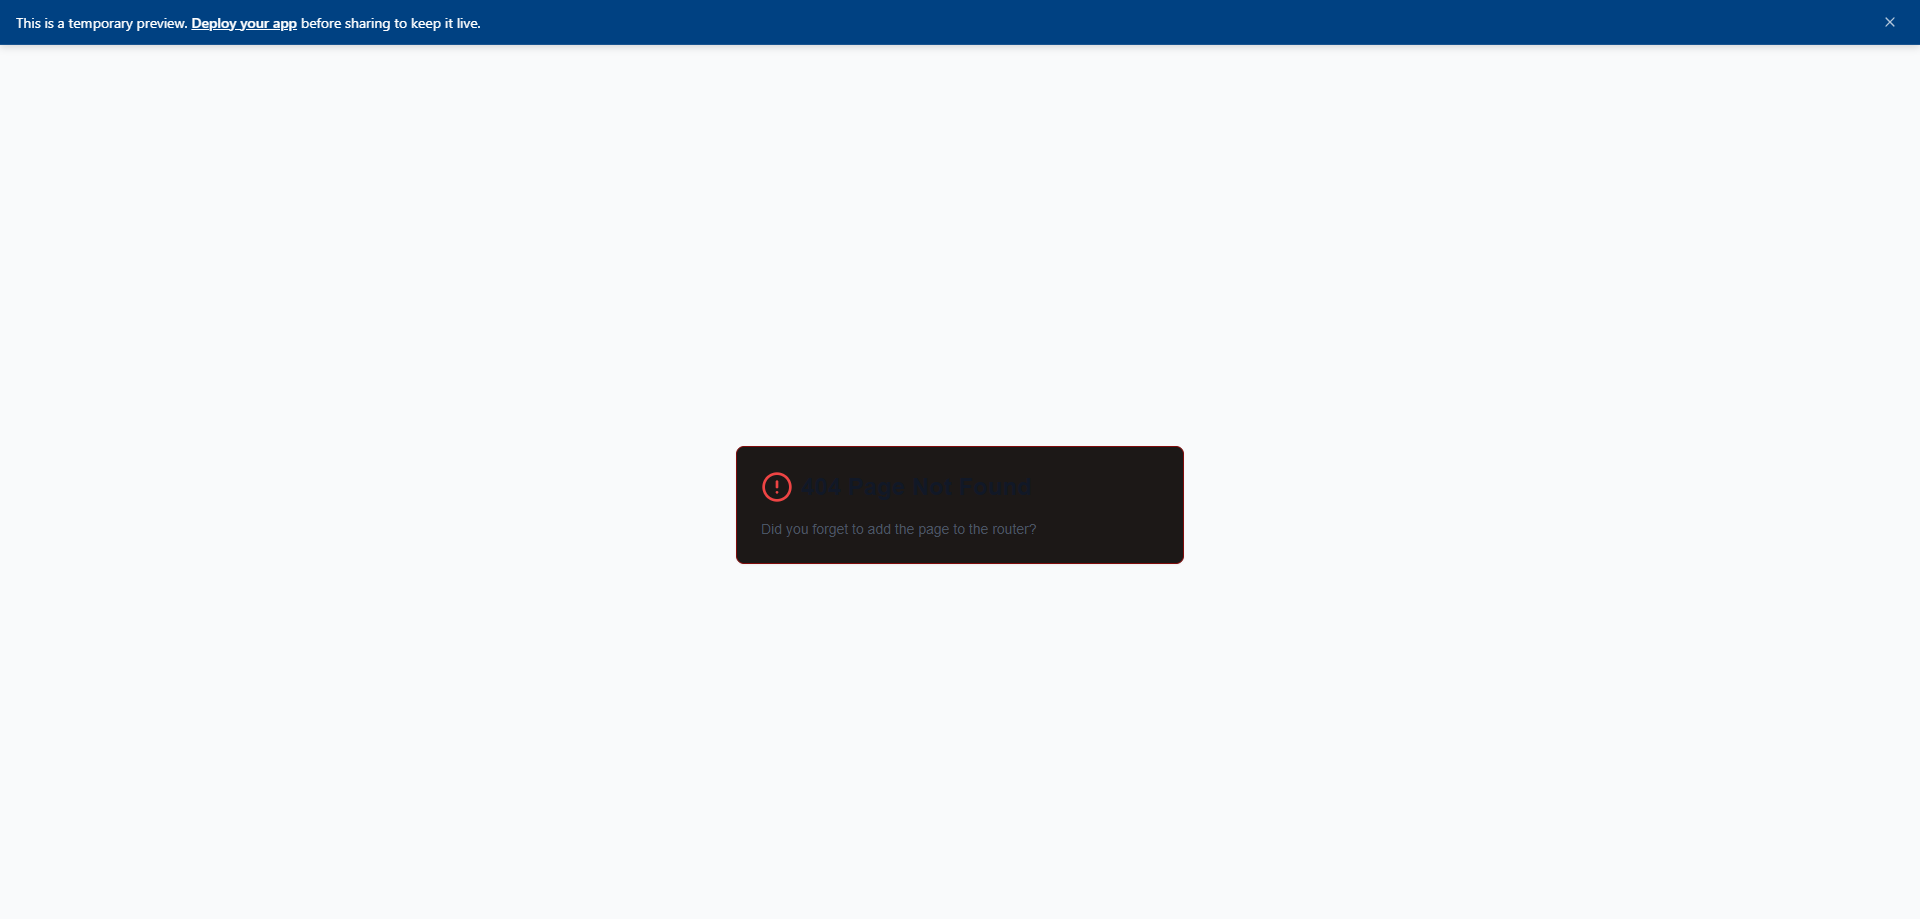 This is a temporary preview. Deploy your app before sharing to keep it live.
404 Page Not Found
Did you forget to add the page to the router?